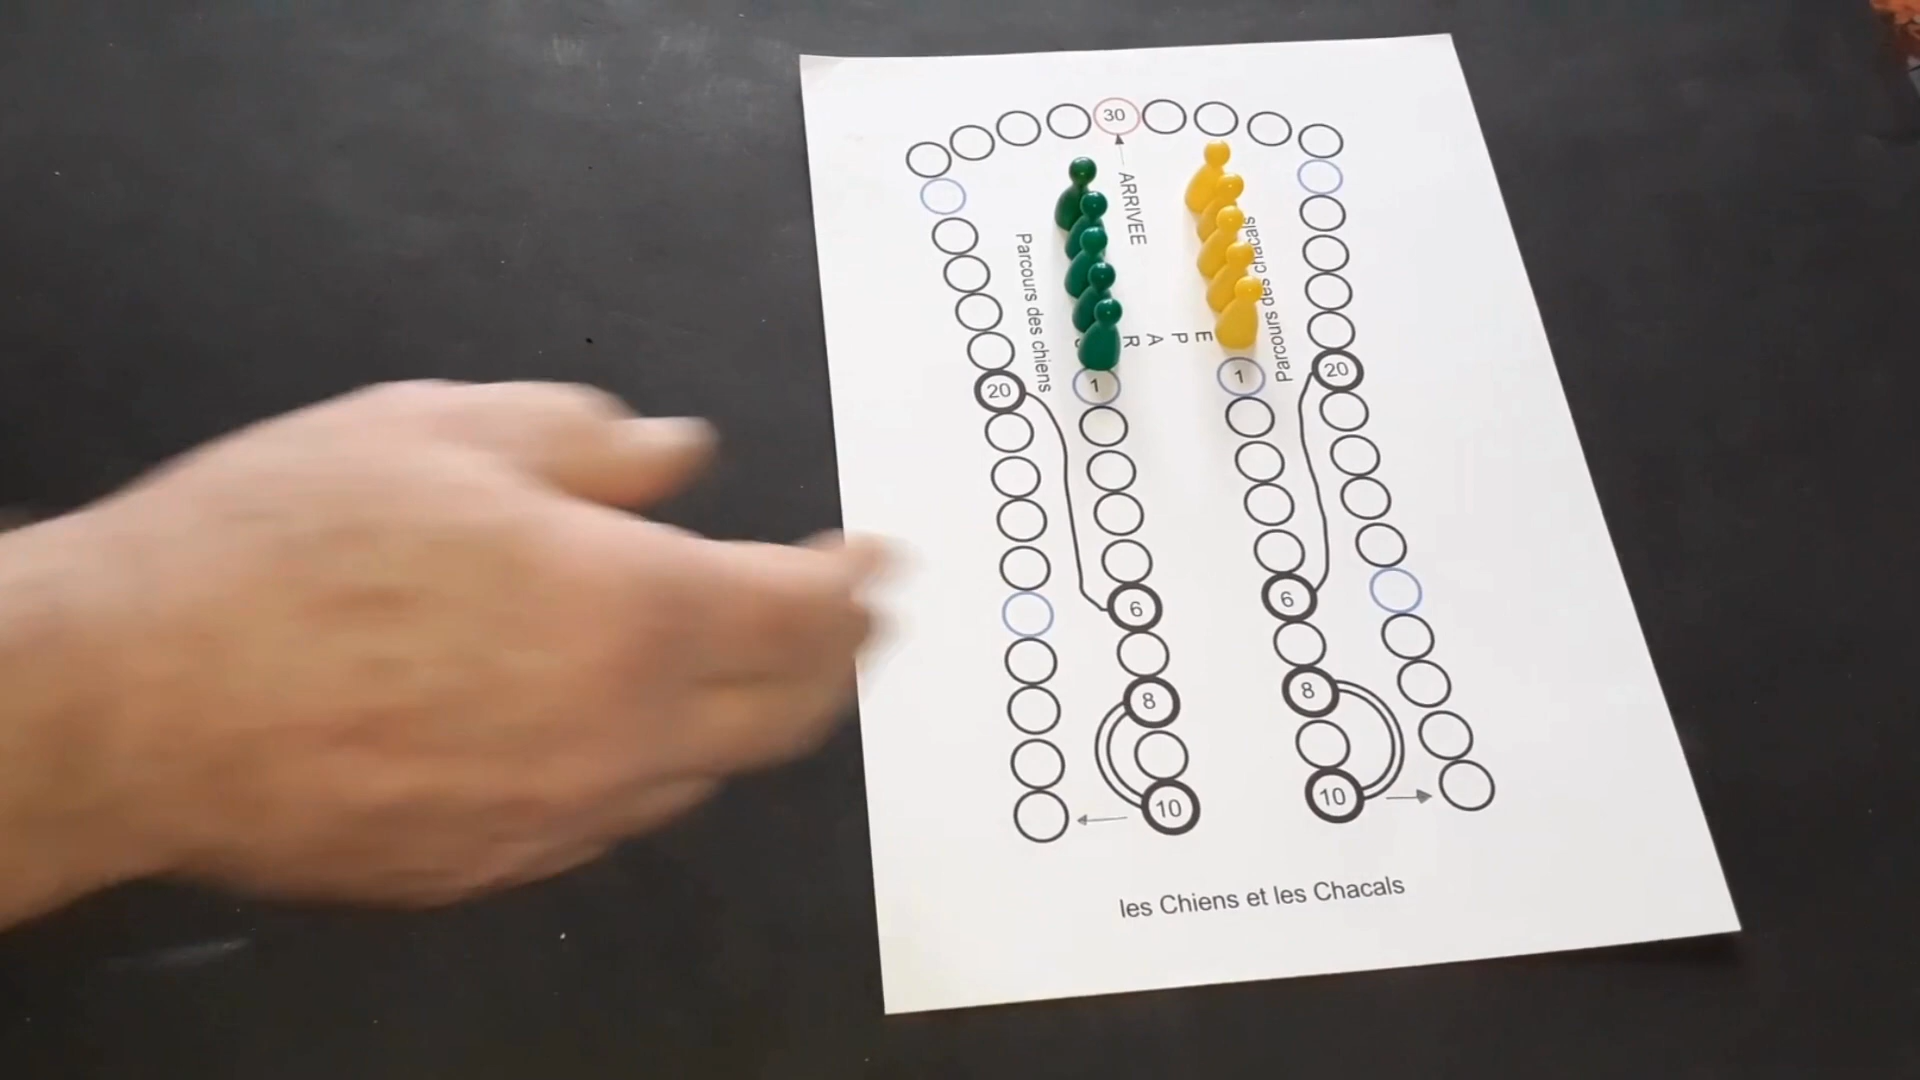 30
ARRIVEE
Parcours des chiens
Parcours des chacals
R A P E
20
1
1
20
6
6
8
8
10
10
les Chiens et les Chacals